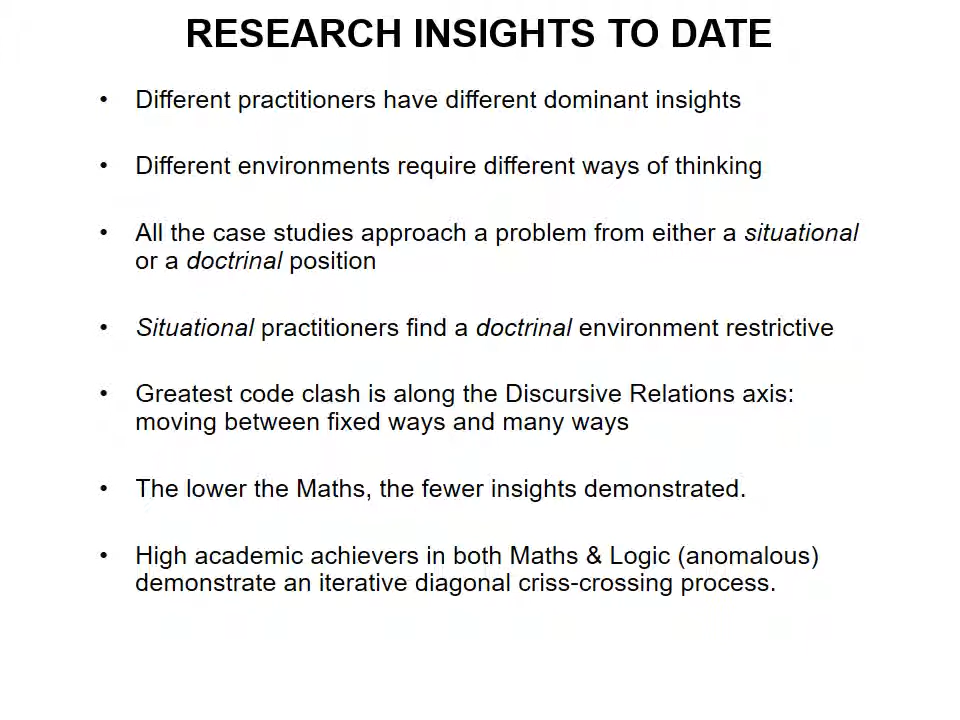 RESEARCH INSIGHTS TO DATE
• Different practitioners have different dominant insights
• Different environments require different ways of thinking
• All the case studies approach a problem from either a situational
or a doctrinal position
• Situational practitioners find a doctrinal environment restrictive
• Greatest code clash is along the Discursive Relations axis:
moving between fixed ways and many ways
• The lower the Maths, the fewer insights demonstrated.
• High academic achievers in both Maths & Logic (anomalous)
demonstrate an iterative diagonal criss-crossing process.